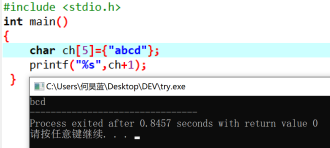 #include <stdio.h>
int main()
{
char ch[5]={"abcd"};
printf("%s",ch+1);
}
C:\Users\何昊蓝\Desktop\DEV\try.exe
bcd
--------------------------------
Process exited after 0.8457 seconds with return value 0
请按任意键继续. . .